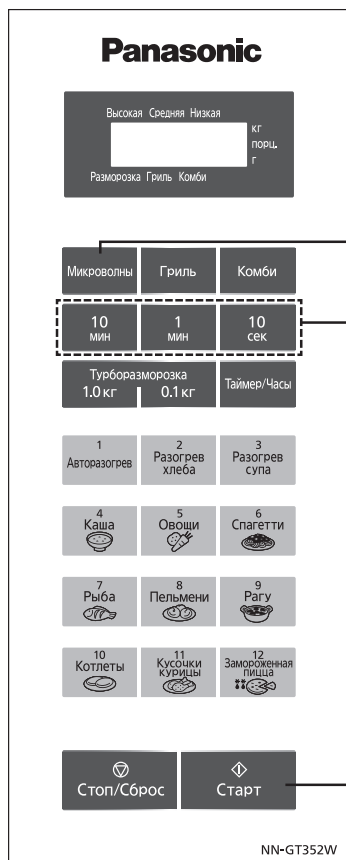 Panasonic
Высокая Средняя Низкая
кг
порц.
г
Разморозка Гриль Комби
Микроволны Гриль Комби
10 мин
1 мин
10 сек
Турборазморозка
1.0 кг 0.1 кг
Таймер/Часы
1
Авторазогрев
2
Разогрев
хлеба
3
Разогрев
супа
4
Каша
5
Овощи
6
Спагетти
7
Рыба
8
Пельмени
9
Рагу
10
Котлеты
11
Кусочки
курицы
12
Замороженная
пицца
Стоп/Сброс
Старт
NN-GT352W